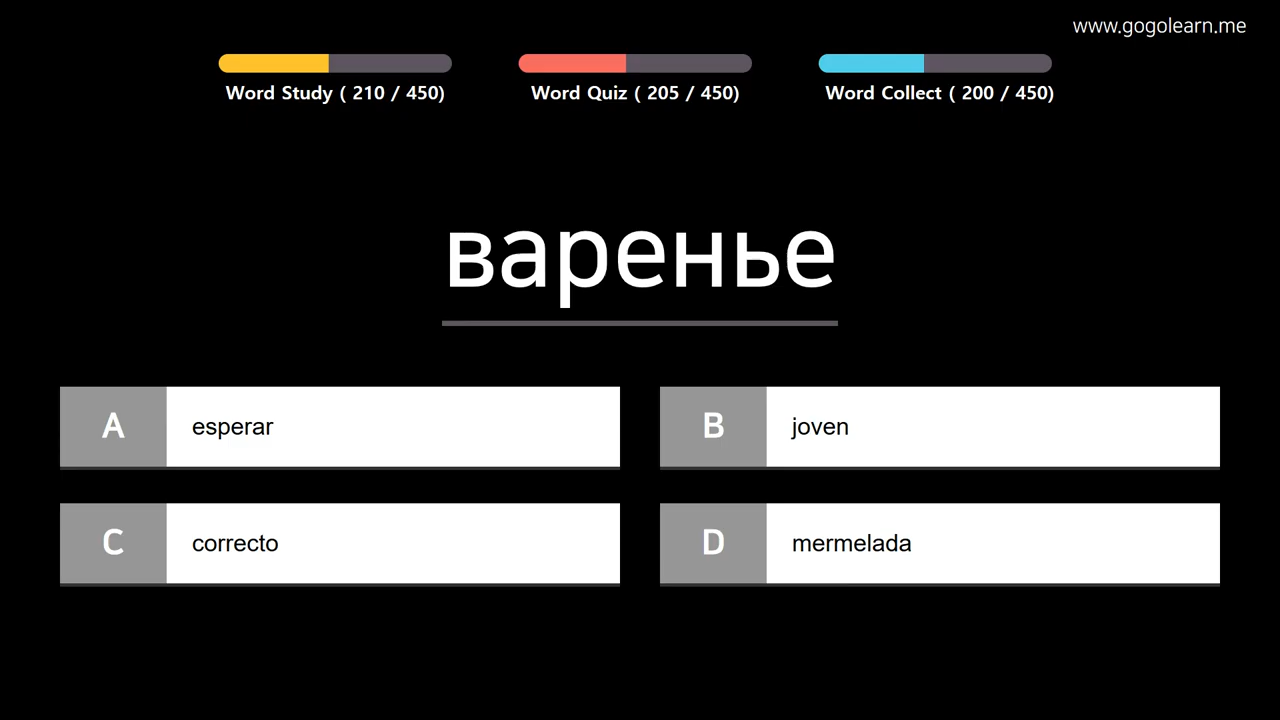 www.gogolearn.me
Word Study ( 210 / 450)
Word Quiz ( 205 / 450)
Word Collect ( 200 / 450)
варенье
A esperar
B joven
C correcto
D mermelada